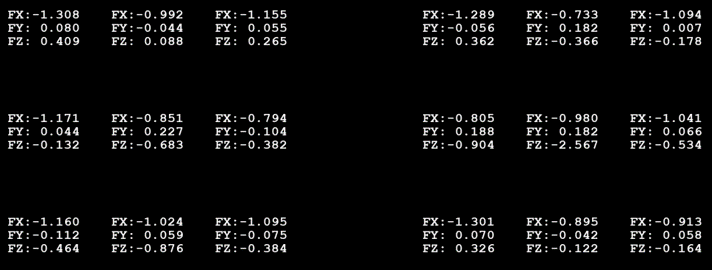 FX:-1.308 FX:-0.992 FX:-1.155 FX:-1.289 FX:-0.733 FX:-1.094
FY: 0.080 FY:-0.044 FY: 0.055 FY:-0.056 FY: 0.182 FY: 0.007
FZ: 0.409 FZ: 0.088 FZ: 0.265 FZ: 0.362 FZ:-0.366 FZ:-0.178
FX:-1.171 FX:-0.851 FX:-0.794 FX:-0.805 FX:-0.980 FX:-1.041
FY: 0.044 FY: 0.227 FY:-0.104 FY: 0.188 FY: 0.182 FY: 0.066
FZ:-0.132 FZ:-0.683 FZ:-0.382 FZ:-0.904 FZ:-2.567 FZ:-0.534
FX:-1.160 FX:-1.024 FX:-1.095 FX:-1.301 FX:-0.895 FX:-0.913
FY:-0.112 FY: 0.059 FY:-0.075 FY: 0.070 FY:-0.042 FY: 0.058
FZ:-0.464 FZ:-0.876 FZ:-0.384 FZ: 0.326 FZ:-0.122 FZ:-0.164